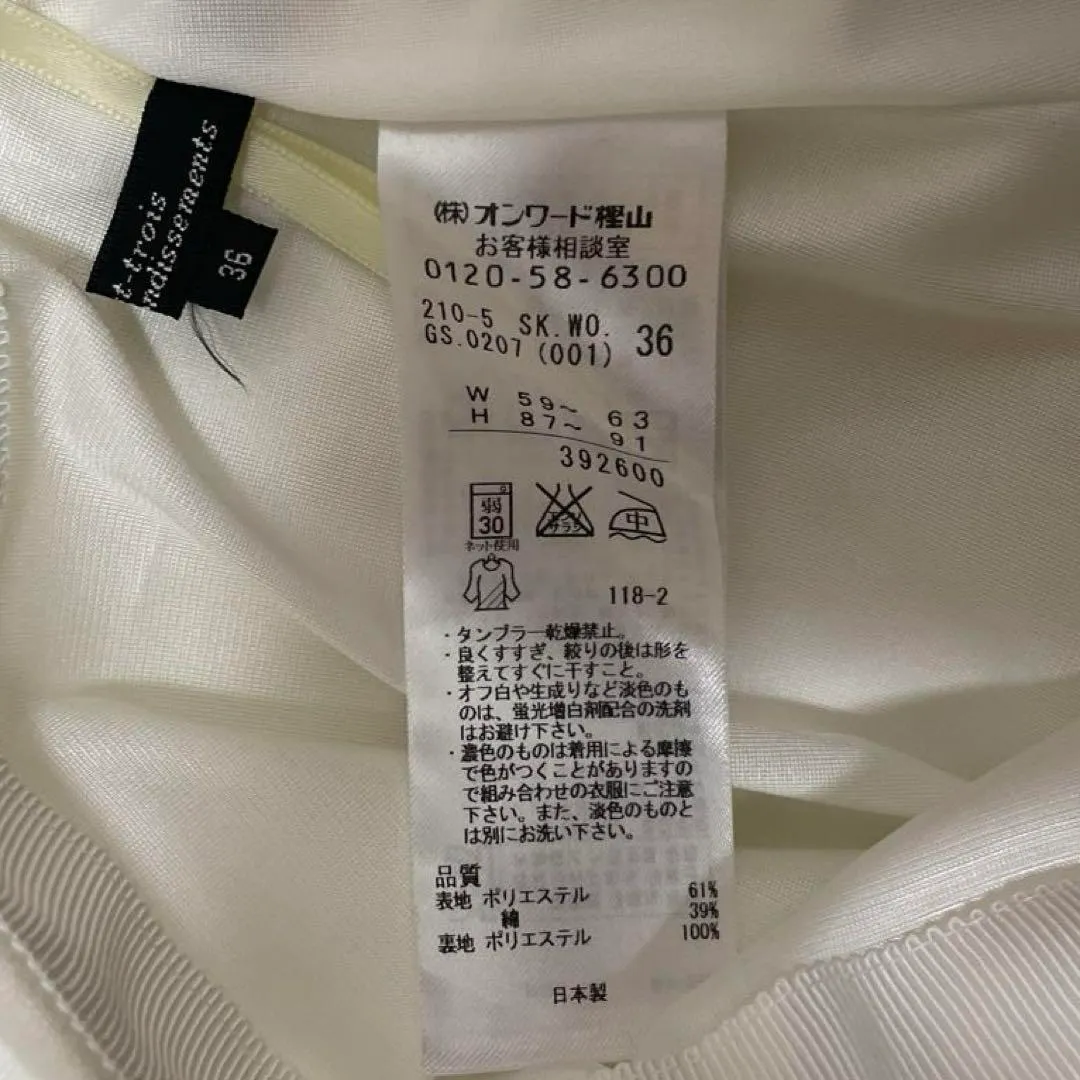 t-trois
ndissements
36
(株)オンワード樫山
お客様相談室
0120-58-6300
210-5 SK.WO. 36
GS.0207 (001)
W 59~ 63
H 87~ 91
392600
弱
30
ネット使用
エンソ
サラシ
中
118-2
・タンブラー乾燥禁止。
・良くすすぎ、絞りの後は形を
整えてすぐに干すこと。
・オフ白や生成りなど淡色のも
のは、蛍光増白剤配合の洗剤
はお避け下さい。
・濃色のものは着用による摩擦
で色がつくことがありますの
で組み合わせの衣服にご注意
下さい。また、淡色のものと
は別にお洗い下さい。
品質
表地 ポリエステル 61%
綿 39%
裏地 ポリエステル 100%
日本製